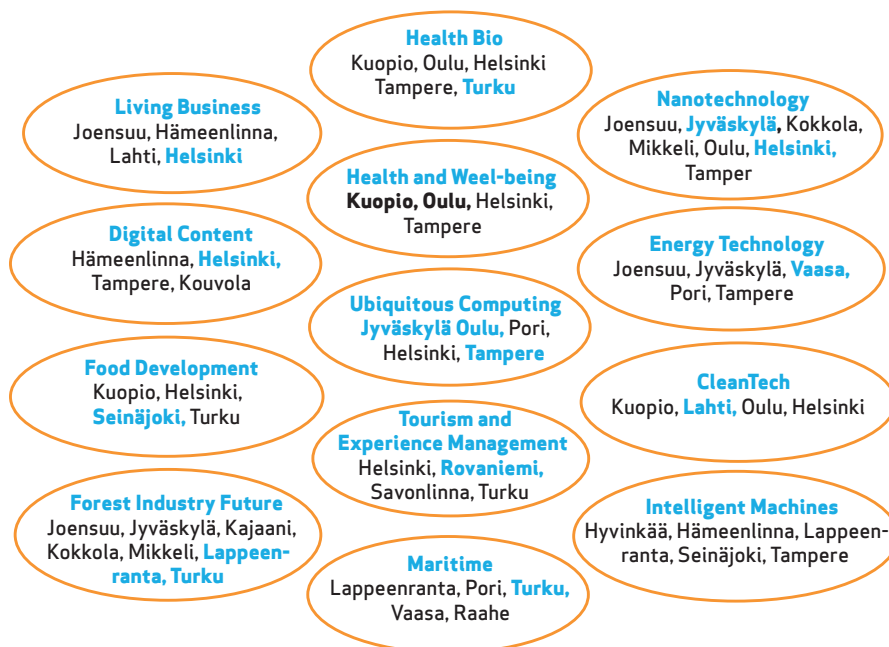 Health Bio
Kuopio, Oulu, Helsinki
Tampere, Turku
Living Business
Joensuu, Hämeenlinna,
Lahti, Helsinki
Nanotechnology
Joensuu, Jyväskylä, Kokkola,
Mikkeli, Oulu, Helsinki,
Tamper
Health and Weel-being
Kuopio, Oulu, Helsinki,
Tampere
Digital Content
Hämeenlinna, Helsinki,
Tampere, Kouvola
Energy Technology
Joensuu, Jyväskylä, Vaasa,
Pori, Tampere
Ubiquitous Computing
Jyväskylä Oulu, Pori,
Helsinki, Tampere
Food Development
Kuopio, Helsinki,
Seinäjoki, Turku
CleanTech
Kuopio, Lahti, Oulu, Helsinki
Tourism and
Experience Management
Helsinki, Rovaniemi,
Savonlinna, Turku
Forest Industry Future
Joensuu, Jyväskylä, Kajaani,
Kokkola, Mikkeli, Lappeen-
ranta, Turku
Intelligent Machines
Hyvinkää, Hämeenlinna, Lappeen-
ranta, Seinäjoki, Tampere
Maritime
Lappeenranta, Pori, Turku,
Vaasa, Raahe